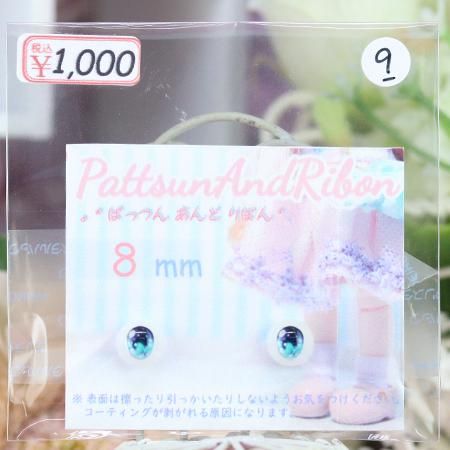 税込
¥1,000
9
PattsunAndRibon
ぱっつん あんど りぼん
8 mm
※ 表面は擦ったり引っかいたりしないようお気をつけください
コーティングが剥がれる原因になります。